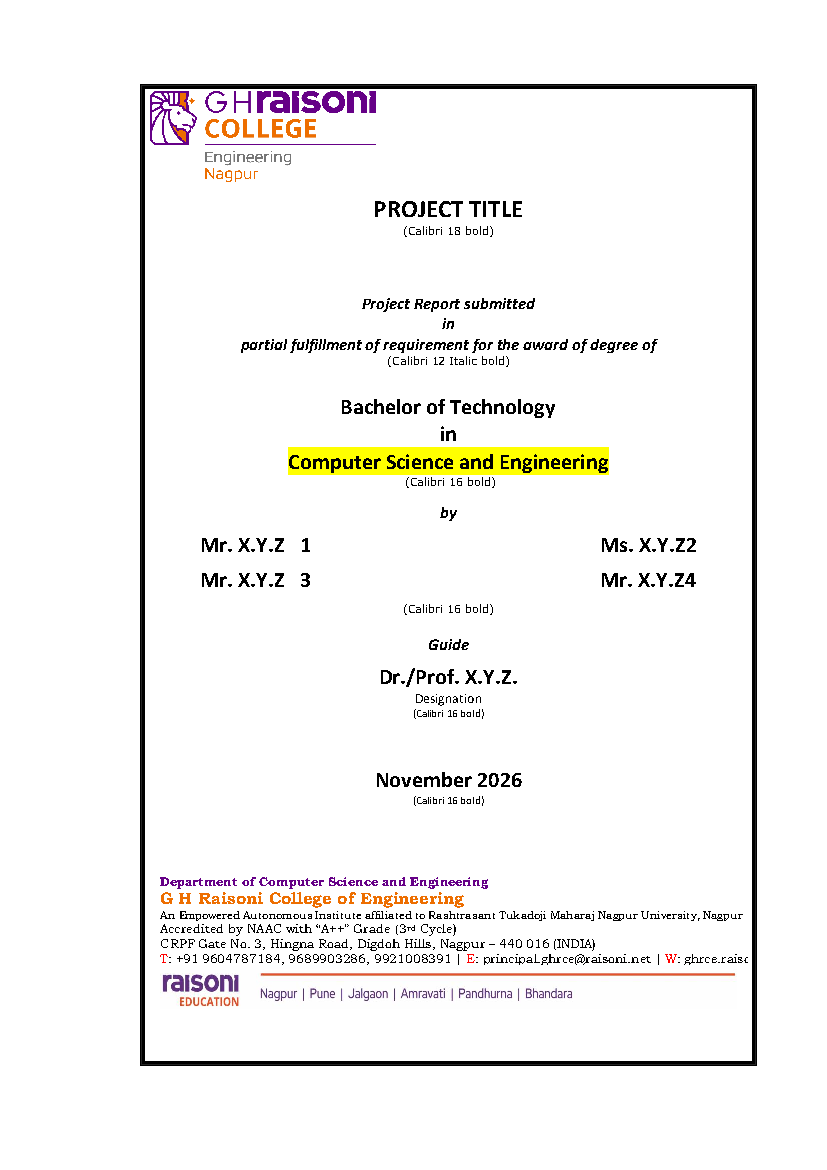 GHraisoni
COLLEGE
Engineering
Nagpur
PROJECT TITLE
(Calibri 18 bold)
Project Report submitted
in
partial fulfillment of requirement for the award of degree of
(Calibri 12 Italic bold)
Bachelor of Technology
in
Computer Science and Engineering
(Calibri 16 bold)
by
Mr. X.Y.Z 1 Ms. X.Y.Z2
Mr. X.Y.Z 3 Mr. X.Y.Z4
(Calibri 16 bold)
Guide
Dr./Prof. X.Y.Z.
Designation
(Calibri 16 bold)
November 2026
(Calibri 16 bold)
Department of Computer Science and Engineering
G H Raisoni College of Engineering
An Empowered Autonomous Institute affiliated to Rashtrasant Tukadoji Maharaj Nagpur University, Nagpur
Accredited by NAAC with “A++” Grade (3rd Cycle)
CRPF Gate No. 3, Hingna Road, Digdoh Hills, Nagpur – 440 016 (INDIA)
T: +91 9604787184, 9689903286, 9921008391 | E: principal.ghrce@raisoni.net | W: ghrce.raiso
raisoni
EDUCATION
Nagpur | Pune | Jalgaon | Amravati | Pandhurna | Bhandara